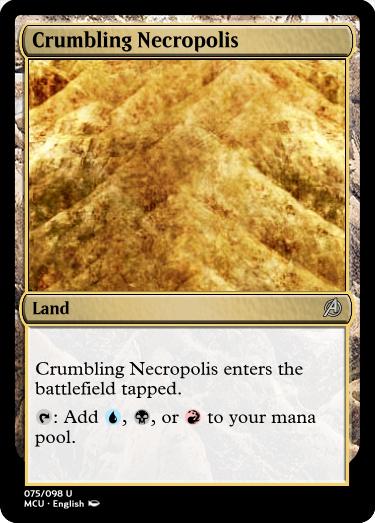 Crumbling Necropolis
Land
Crumbling Necropolis enters the
battlefield tapped.
: Add , , or to your mana
pool.
075/098 U
MCU • English